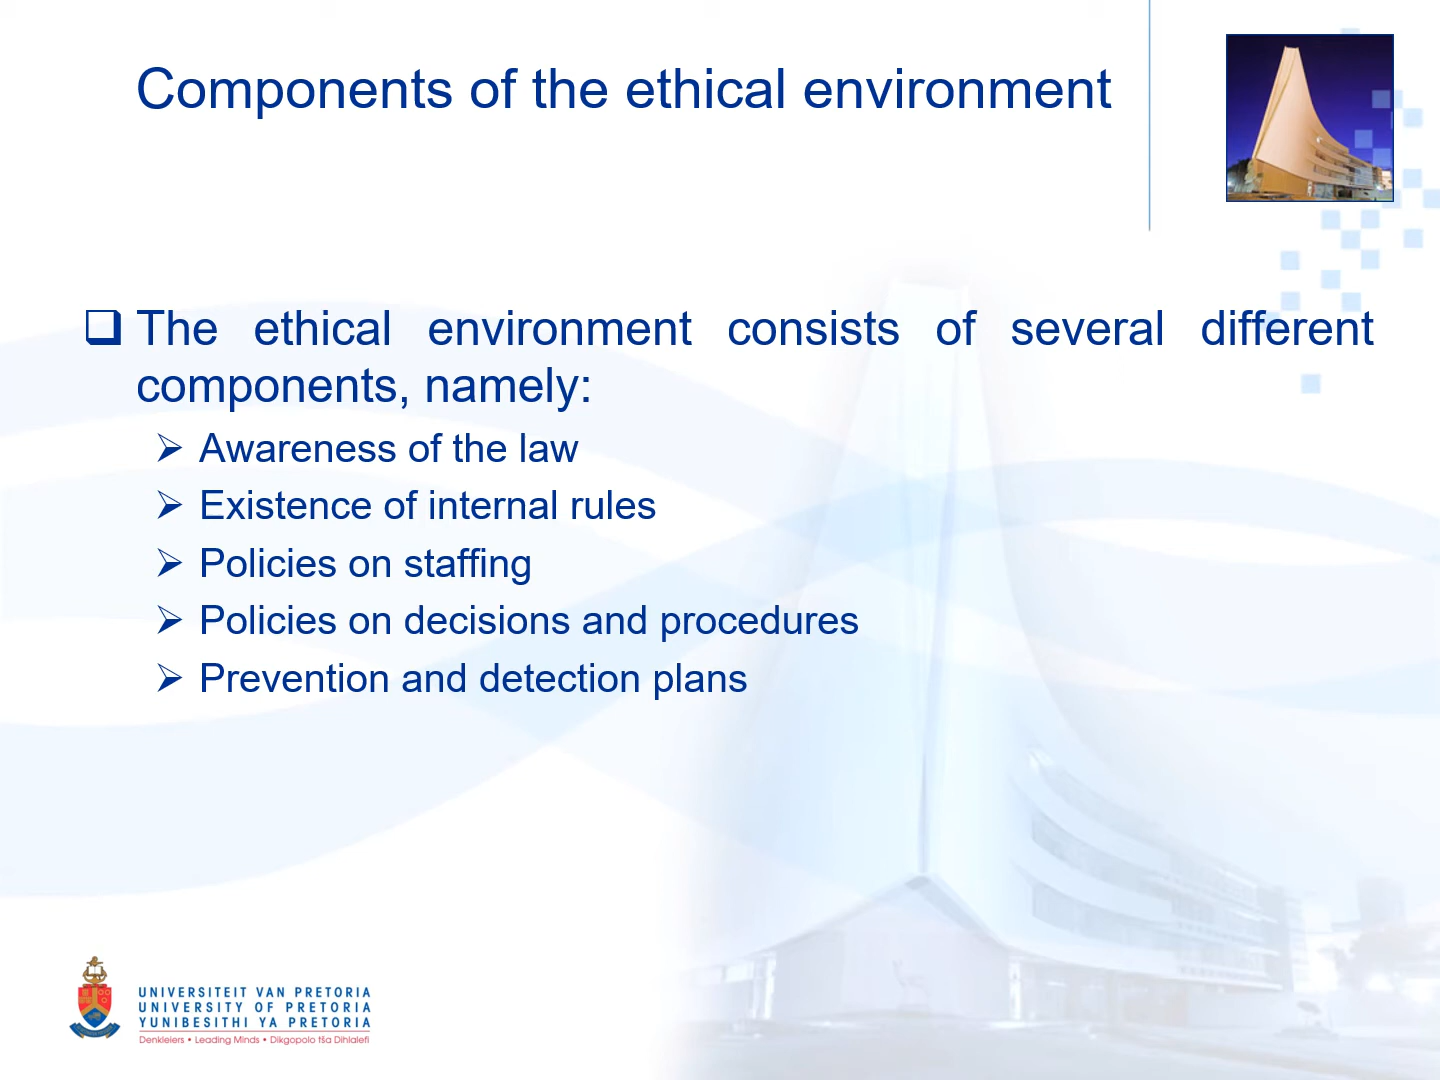 Components of the ethical environment
The ethical environment consists of several different
components, namely:
Awareness of the law
Existence of internal rules
Policies on staffing
Policies on decisions and procedures
Prevention and detection plans
UNIVERSITEIT VAN PRETORIA
UNIVERSITY OF PRETORIA
YUNIBESITHI YA PRETORIA
Denkleiers • Leading Minds • Dikgopolo tša Dihlalefi